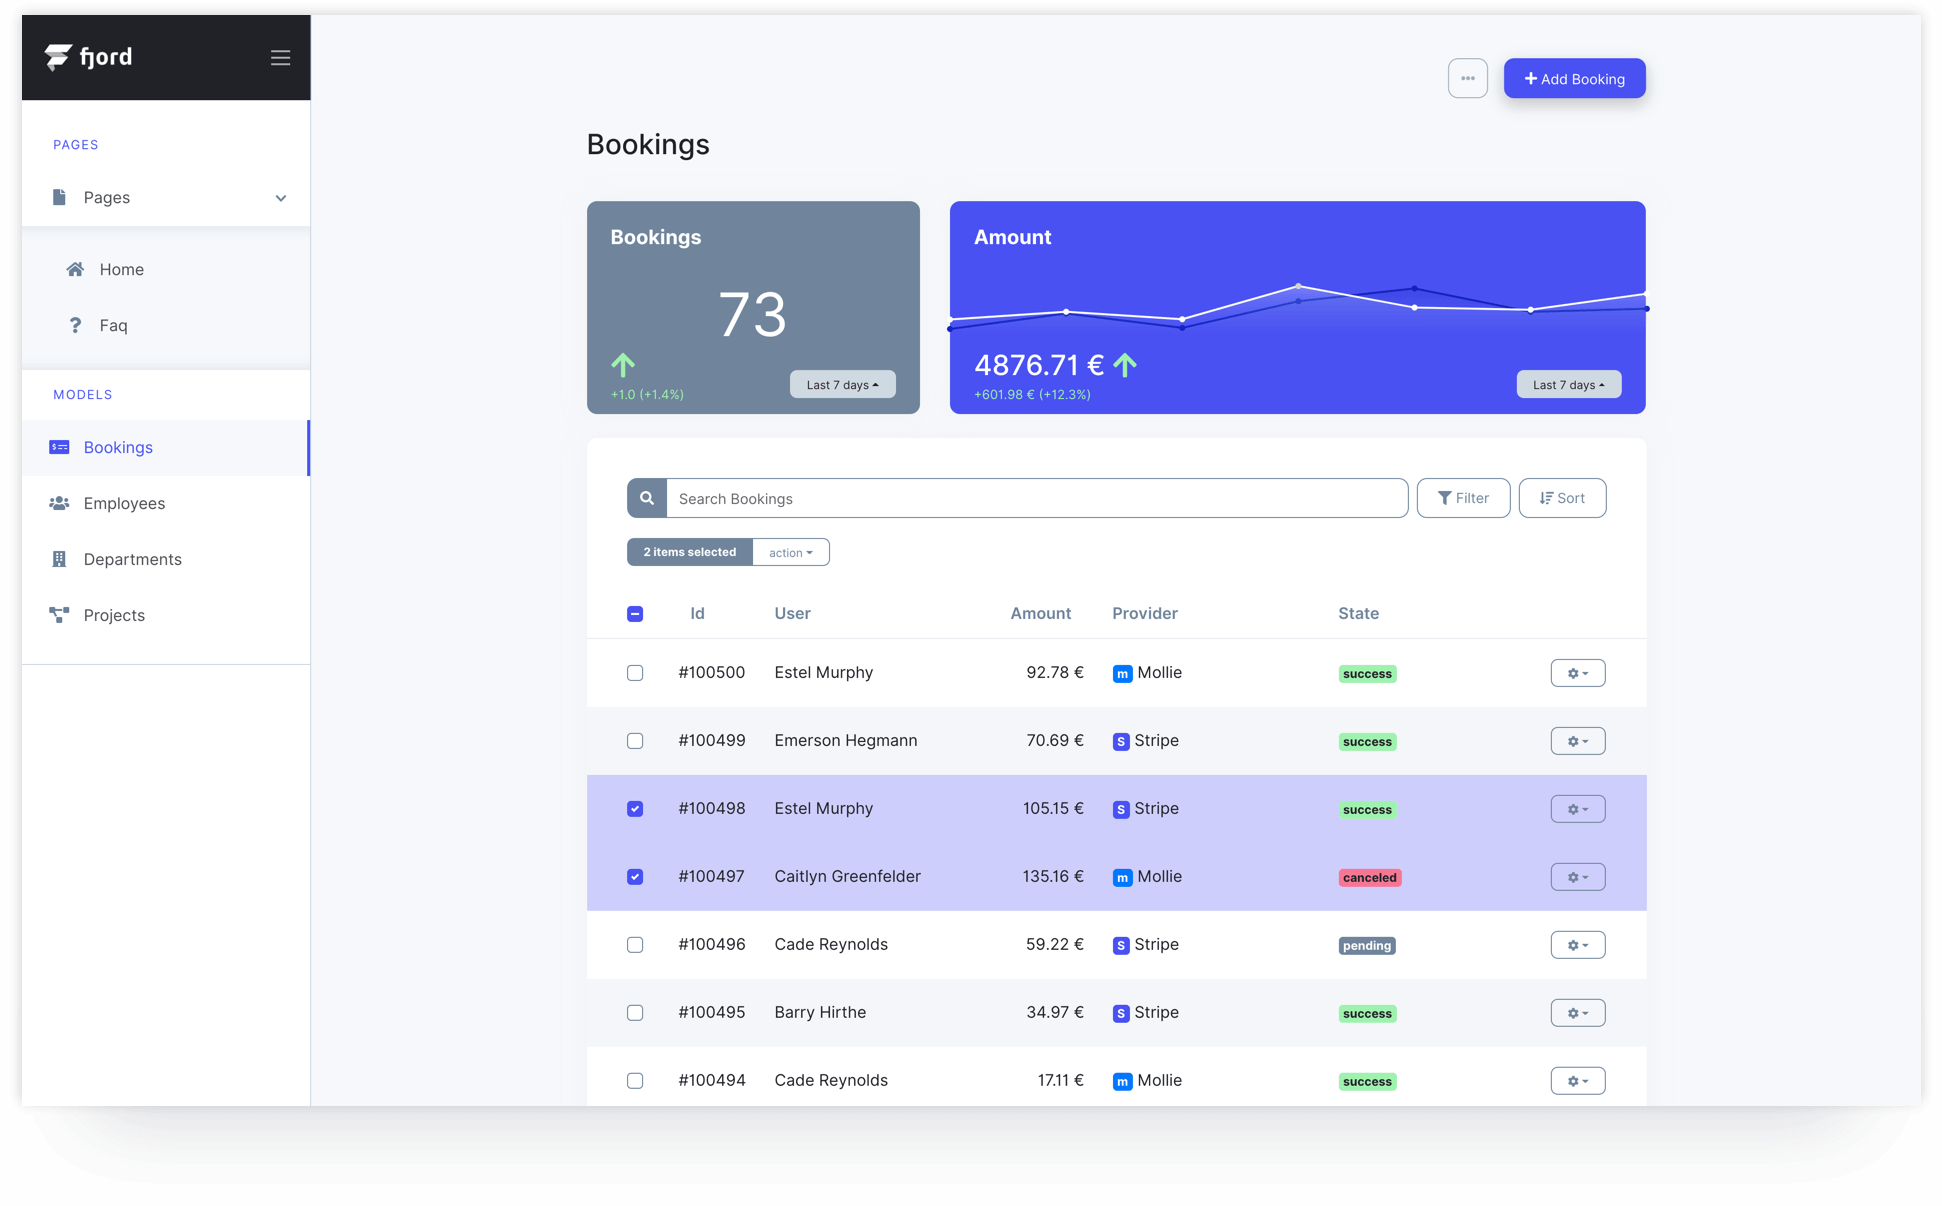 fjord
PAGES
Pages
Home
Faq
MODELS
Bookings
Employees
Departments
Projects
+ Add Booking
Bookings
Bookings
73
+1.0 (+1.4%)
Last 7 days
Amount
4876.71 €
+601.98 € (+12.3%)
Last 7 days
Search Bookings
Filter
Sort
2 items selected action
Id User Amount Provider State
#100500 Estel Murphy 92.78 € m Mollie success
#100499 Emerson Hegmann 70.69 € S Stripe success
#100498 Estel Murphy 105.15 € S Stripe success
#100497 Caitlyn Greenfelder 135.16 € m Mollie canceled
#100496 Cade Reynolds 59.22 € S Stripe pending
#100495 Barry Hirthe 34.97 € S Stripe success
#100494 Cade Reynolds 17.11 € m Mollie success